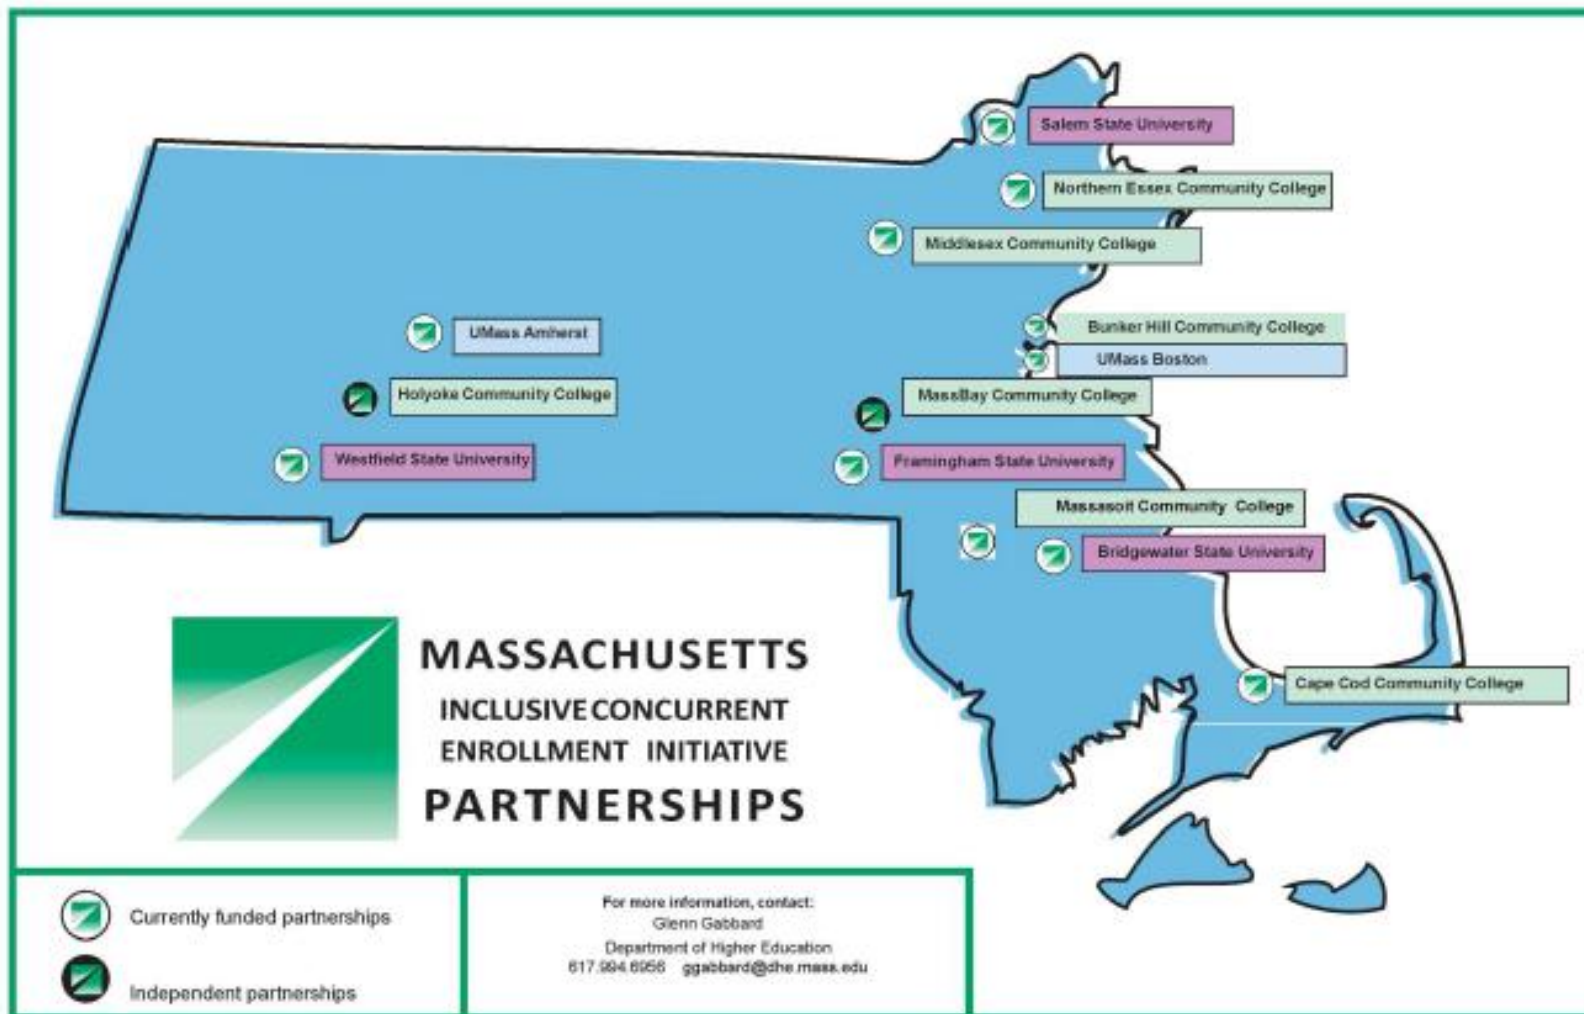 Salem State University
Northern Essex Community College
Middlesex Community College
Bunker Hill Community College
UMass Amherst
UMass Boston
Holyoke Community College
MassBay Community College
Westfield State University
Framingham State University
Massasoit Community College
Bridgewater State University
Cape Cod Community College
MASSACHUSETTS
INCLUSIVE CONCURRENT
ENROLLMENT INITIATIVE
PARTNERSHIPS
Currently funded partnerships
Independent partnerships
For more information, contact:
Glenn Gabbard
Department of Higher Education
617.994.6956 ggabbard@dhe.mass.edu